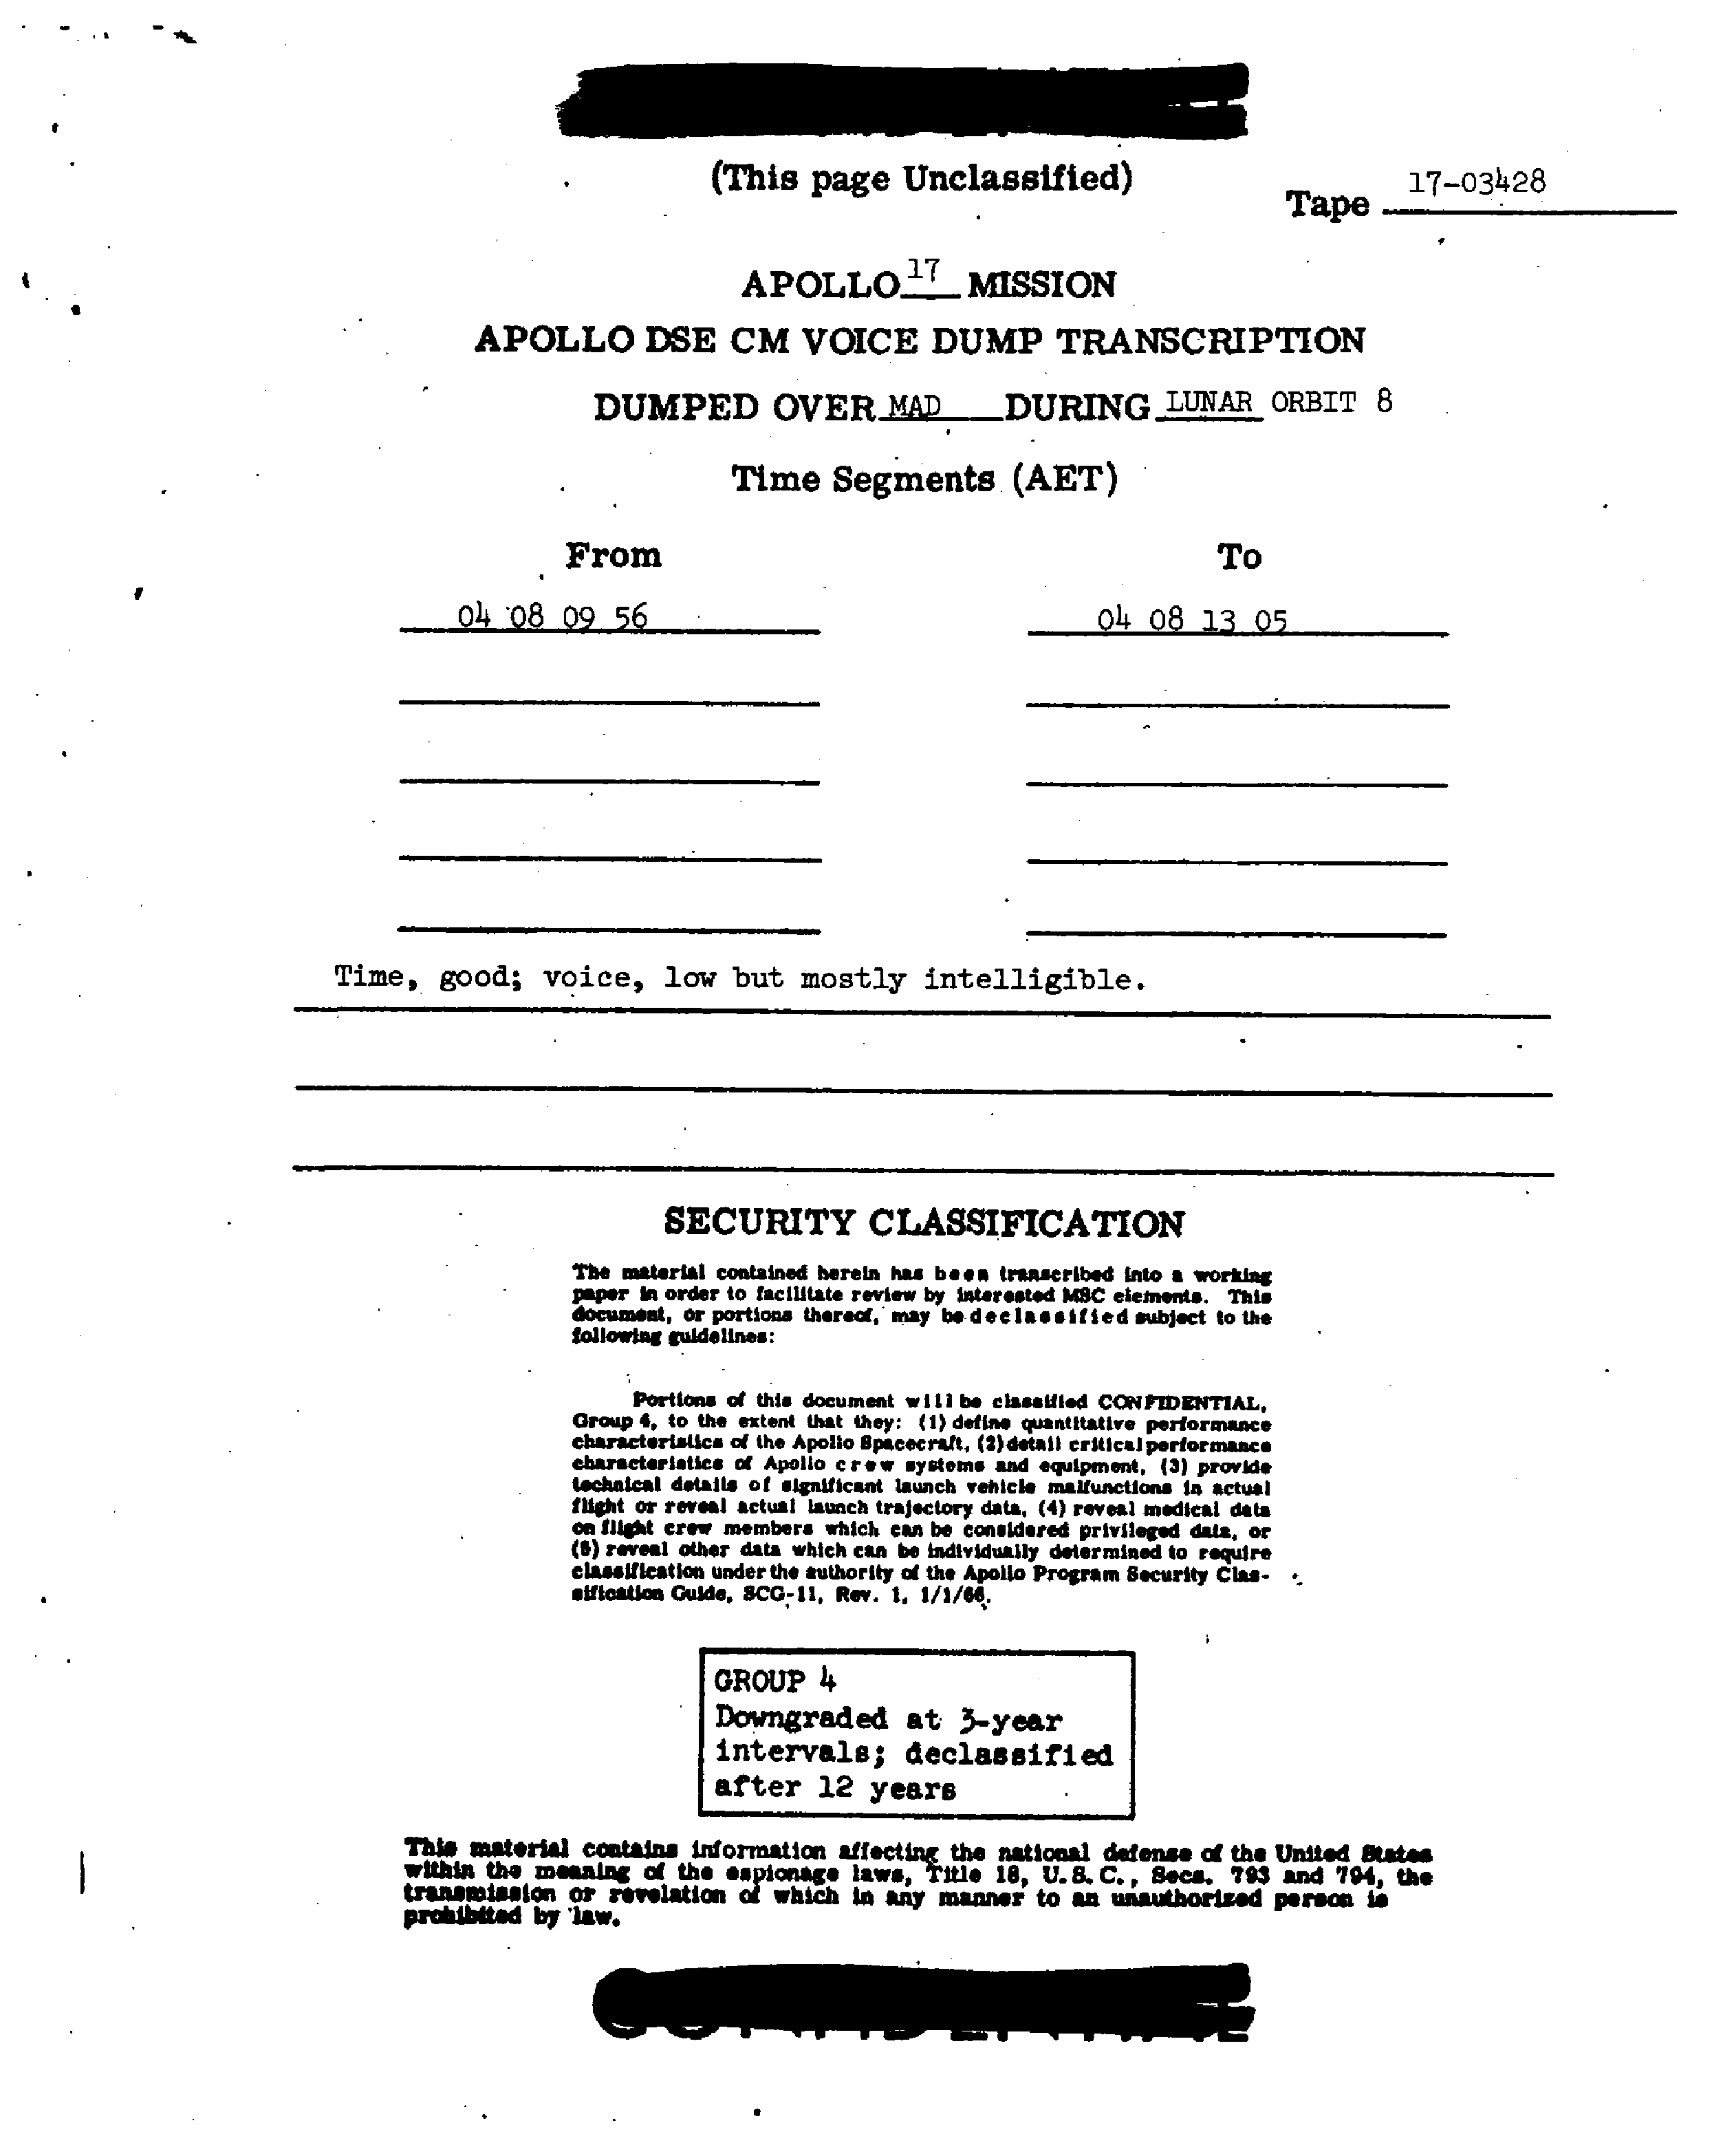 (This page Unclassified)
Tape 17-03428
APOLLO 17 MISSION
APOLLO DSE CM VOICE DUMP TRANSCRIPTION
DUMPED OVER MAD DURING LUNAR ORBIT 8
Time Segments (AET)
From To
04 08 09 56 04 08 13 05
Time, good; voice, low but mostly intelligible.
SECURITY CLASSIFICATION
The material contained herein has been transcribed into a working
paper in order to facilitate review by interested MSC elements. This
document, or portions thereof, may be declassified subject to the
following guidelines:
Portions of this document will be classified CONFIDENTIAL,
Group 4, to the extent that they: (1) define quantitative performance
characteristics of the Apollo Spacecraft, (2) detail critical performance
characteristics of Apollo crew systems and equipment, (3) provide
technical details of significant launch vehicle malfunctions in actual
flight or reveal actual launch trajectory data, (4) reveal medical data
on flight crew members which can be considered privileged data, or
(5) reveal other data which can be individually determined to require
classification under the authority of the Apollo Program Security Clas-
sification Guide, SCG-11, Rev. 1, 1/1/66.
GROUP 4
Downgraded at 3-year
intervals; declassified
after 12 years
This material contains information affecting the national defense of the United States
within the meaning of the espionage laws, Title 18, U.S.C., Secs. 793 and 794, the
transmission or revelation of which in any manner to an unauthorized person is
prohibited by law.